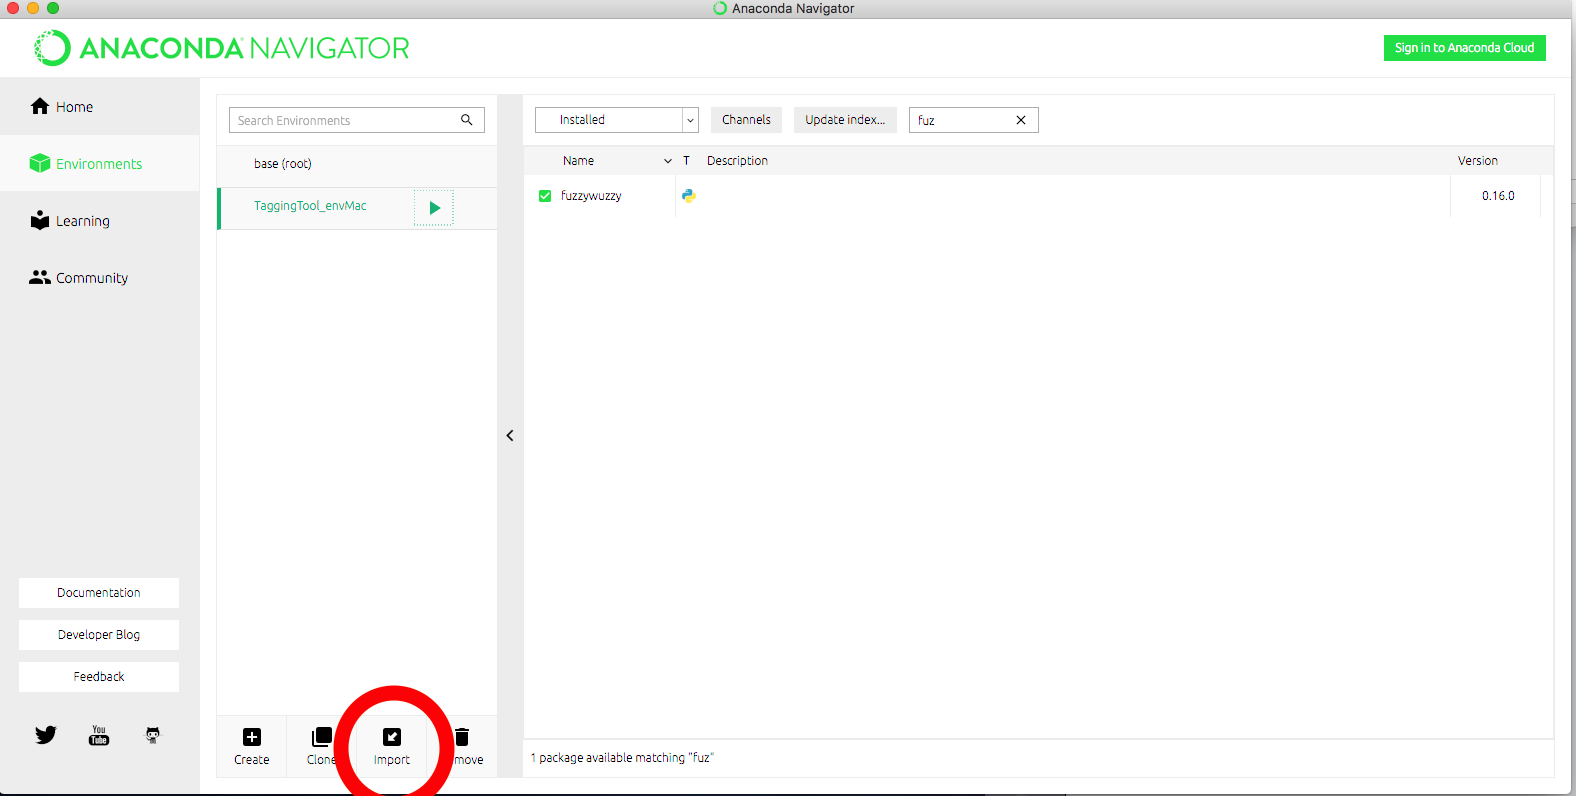 Anaconda Navigator
ANACONDA NAVIGATOR
Sign in to Anaconda Cloud
Home
Environments
Learning
Community
Documentation
Developer Blog
Feedback
You
Tube
Search Environments
base (root)
TaggingTool_envMac
Create
Clone
Import
move
Installed
Channels
Update index...
fuz
Name
T
Description
Version
fuzzywuzzy
0.16.0
1 package available matching "fuz"